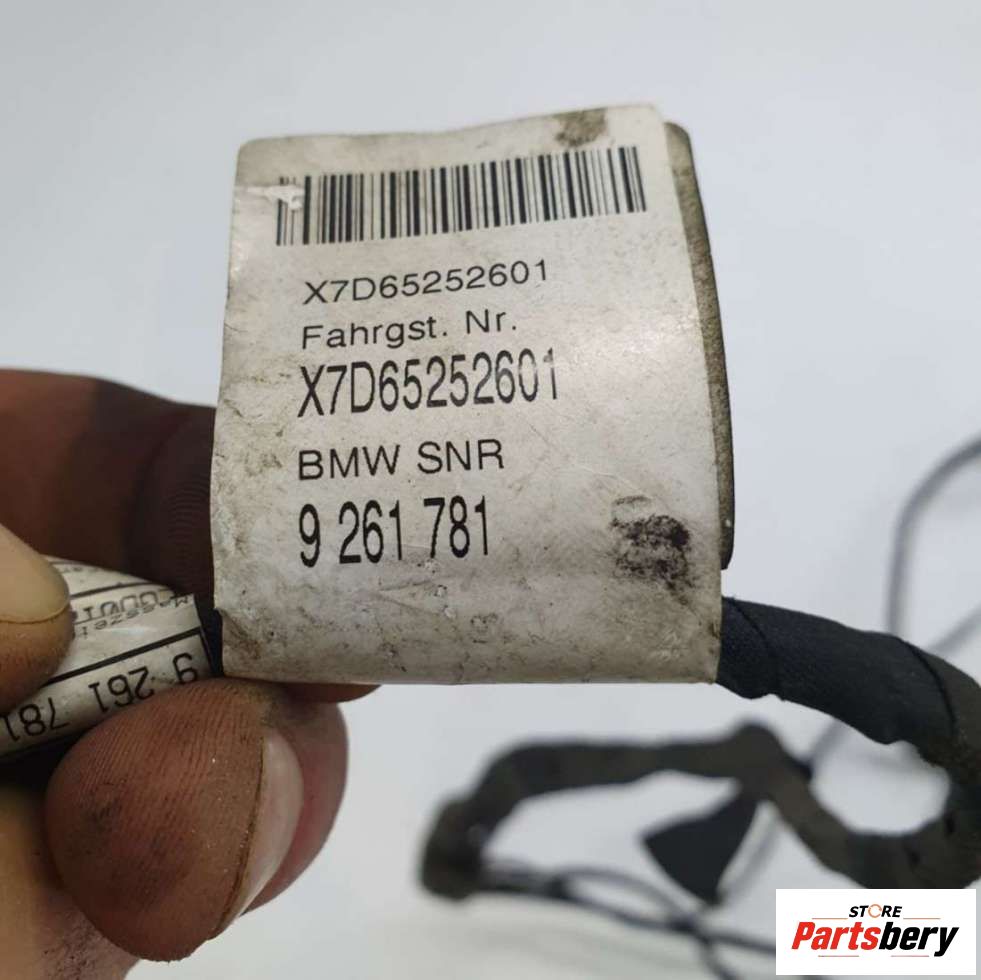 X7D65252601
Fahrgst. Nr.
X7D65252601
BMW SNR
9 261 781
9 261 781
STORE
Partsbery